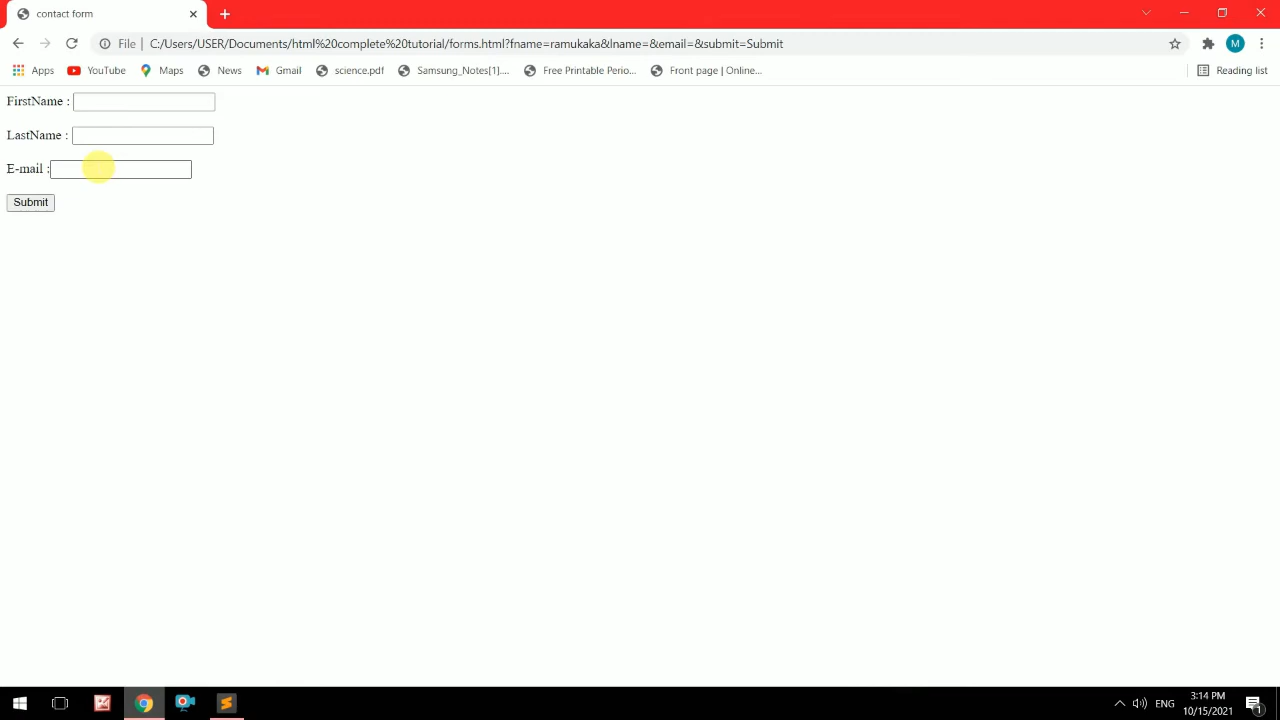 contact form
File | C:/Users/USER/Documents/html%20complete%20tutorial/forms.html?fname=ramukaka&lname=&email=&submit=Submit
M
Apps YouTube Maps News Gmail science.pdf Samsung_Notes[1].... Free Printable Perio... Front page | Online... Reading list
FirstName :
LastName :
E-mail :
Submit
ENG
3:14 PM
10/15/2021
1